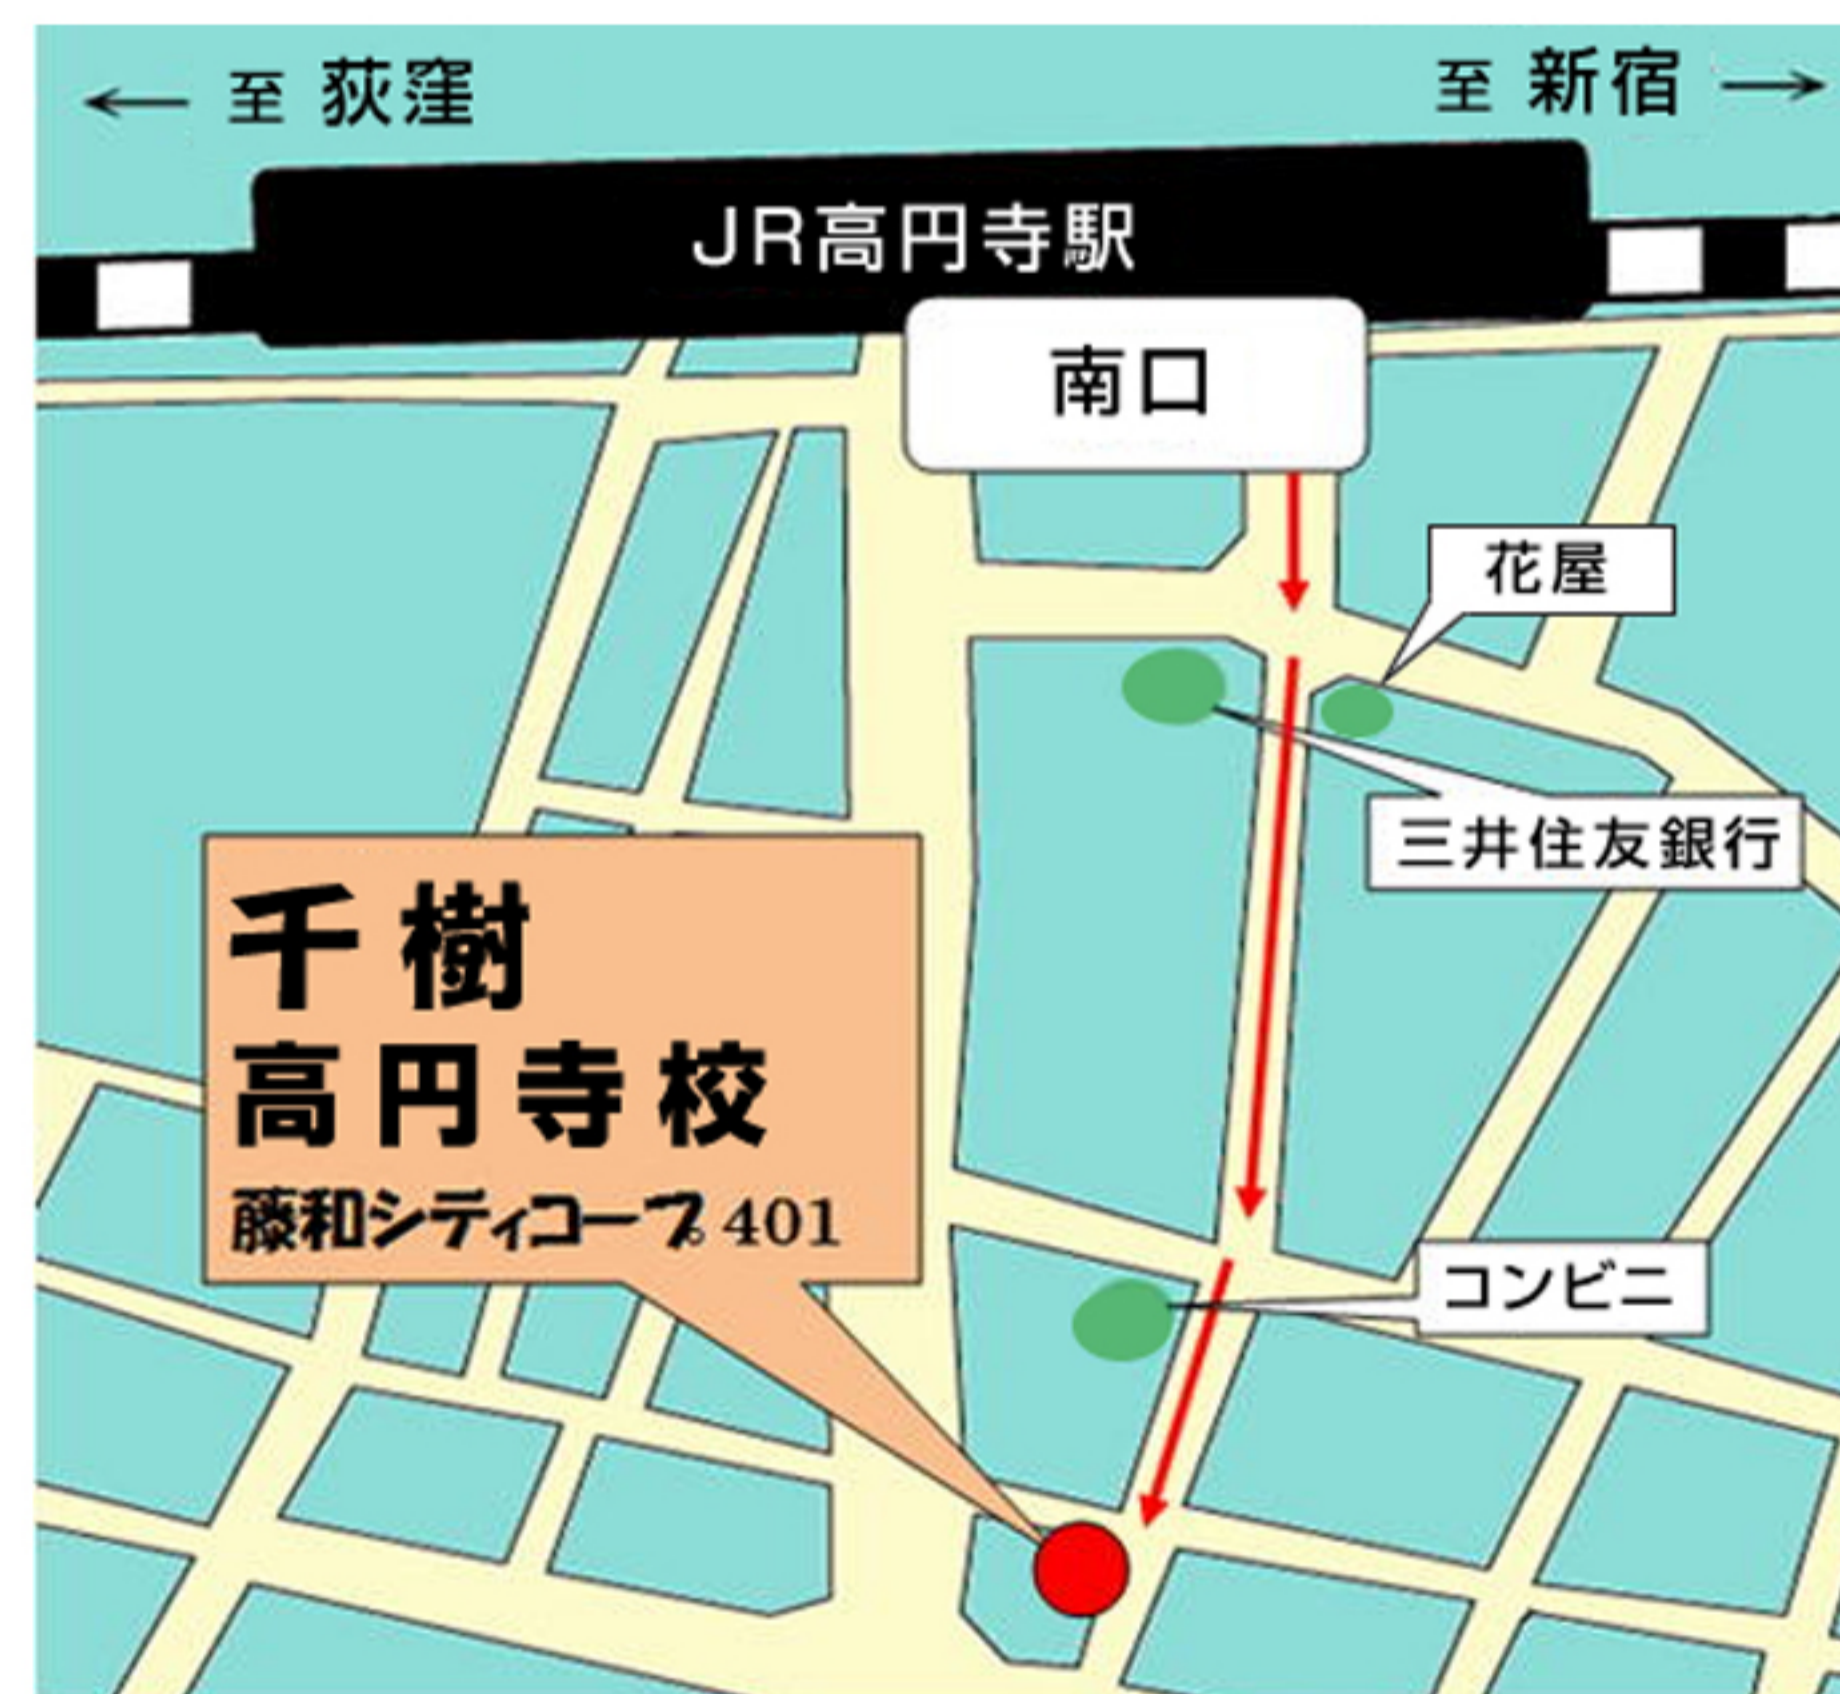 ← 至 荻窪
至 新宿 →
JR高円寺駅
南口
花屋
三井住友銀行
千樹
高円寺校
藤和シティコープ401
コンビニ